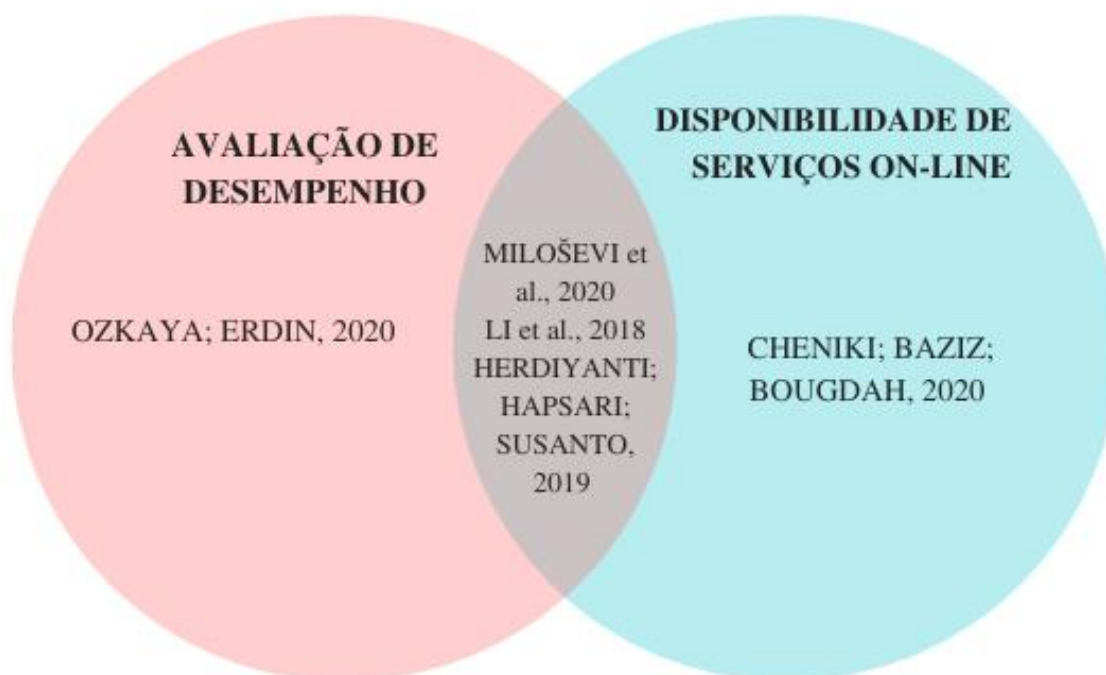 AVALIAÇÃO DE
DESEMPENHO
OZKAYA; ERDIN, 2020
MILOŠEVI et
al., 2020
LI et al., 2018
HERDIYANTI;
HAPSARI;
SUSANTO,
2019
DISPONIBILIDADE DE
SERVIÇOS ON-LINE
CHENIKI; BAZIZ;
BOUGDAH, 2020